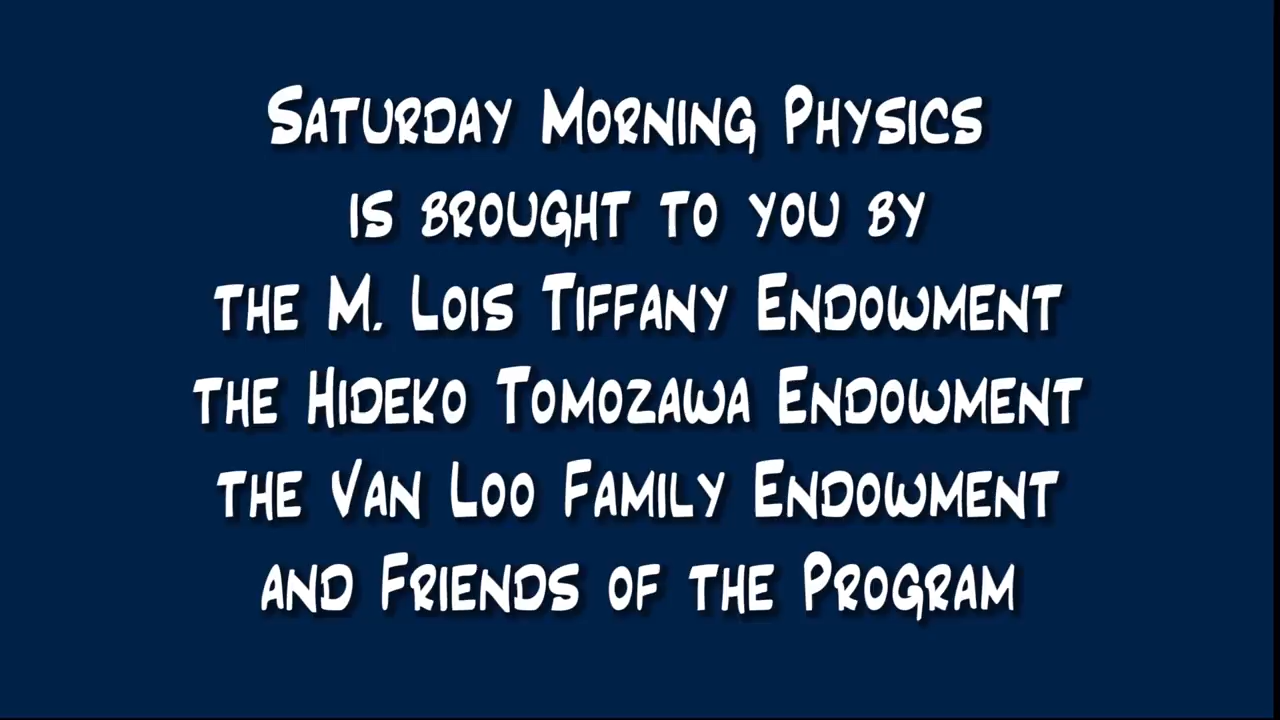 Saturday Morning Physics
is brought to you by
the M. Lois Tiffany Endowment
the Hideko Tomozawa Endowment
the Van Loo Family Endowment
and Friends of the Program